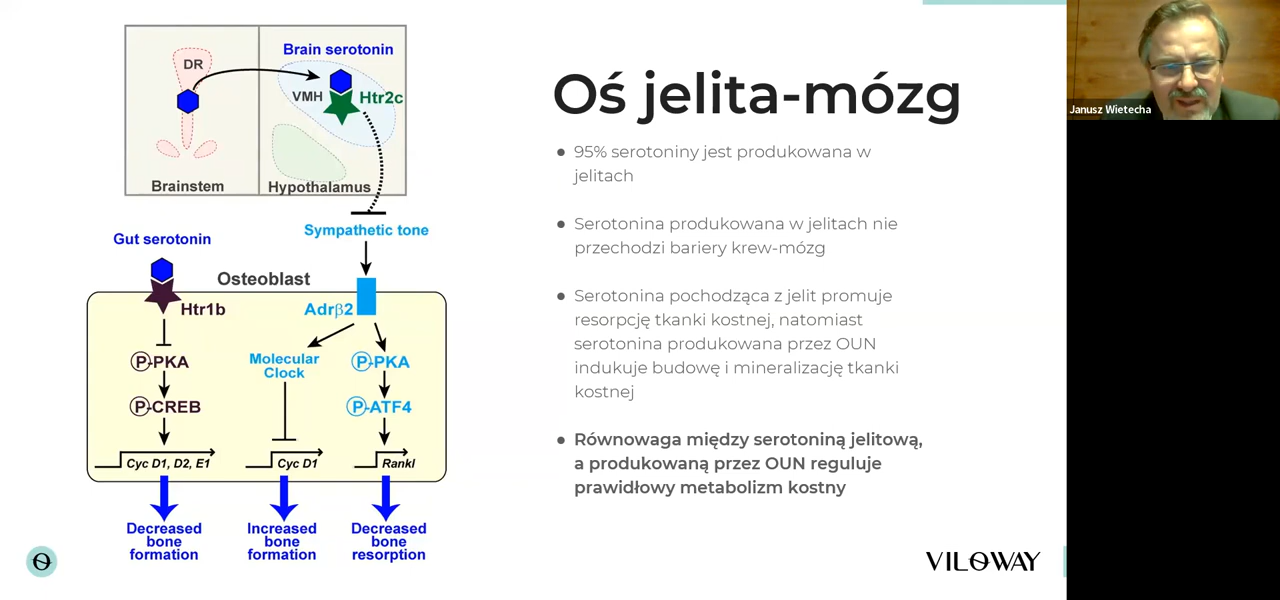 Brain serotonin
DR
VMH
Htr2c
Brainstem
Hypothalamus
Gut serotonin
Sympathetic tone
Osteoblast
Htr1b
Adrβ2
P-PKA
Molecular
Clock
P-PKA
P-CREB
P-ATF4
Cyc D1, D2, E1
Cyc D1
Rankl
Decreased
bone
formation
Increased
bone
formation
Decreased
bone
resorption
Oś jelita-mózg
● 95% serotoniny jest produkowana w
jelitach
● Serotonina produkowana w jelitach nie
przechodzi bariery krew-mózg
● Serotonina pochodząca z jelit promuje
resorpcję tkanki kostnej, natomiast
serotonina produkowana przez OUN
indukuje budowę i mineralizację tkanki
kostnej
● Równowaga między serotoniną jelitową,
a produkowaną przez OUN reguluje
prawidłowy metabolizm kostny
VILOWAY
Janusz Wietecha